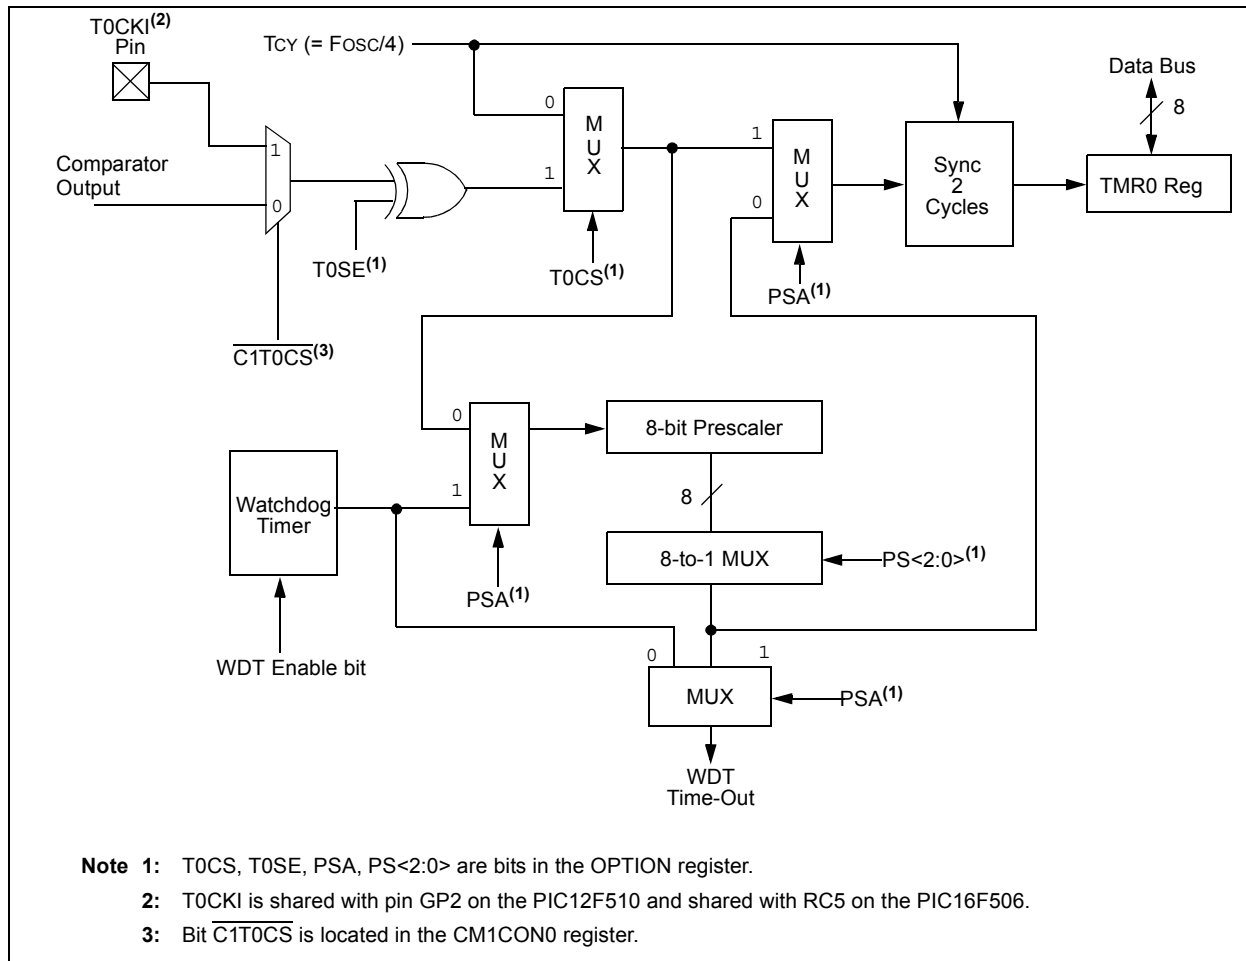 T0CKI(2)
Pin
TCY (= FOSC/4)
Data Bus
8
0
M
U
X
1
T0CS(1)
1
M
U
X
0
PSA(1)
Sync
2
Cycles
TMR0 Reg
Comparator
Output
1
0
T0SE(1)
C1T0CS(3)
0
M
U
X
1
PSA(1)
8-bit Prescaler
8
Watchdog
Timer
8-to-1 MUX
PS<2:0>(1)
WDT Enable bit
0
1
MUX
PSA(1)
WDT
Time-Out
Note 1: T0CS, T0SE, PSA, PS<2:0> are bits in the OPTION register.
2: T0CKI is shared with pin GP2 on the PIC12F510 and shared with RC5 on the PIC16F506.
3: Bit C1T0CS is located in the CM1CON0 register.